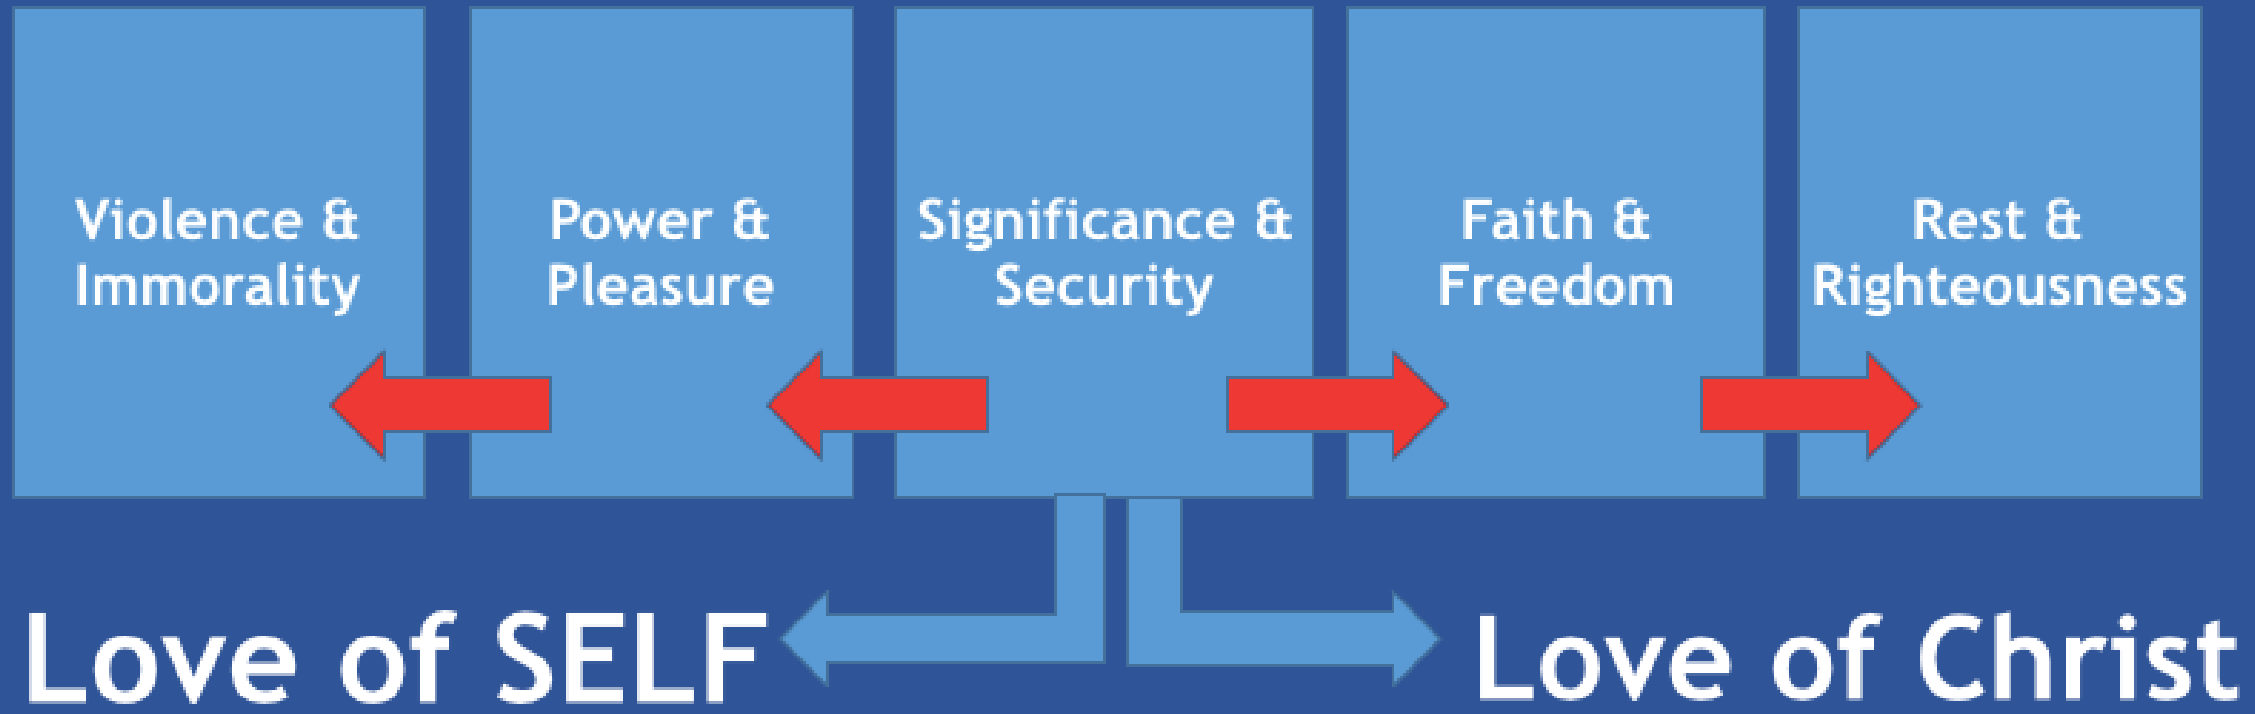 Violence &
Immorality
Power &
Pleasure
Significance &
Security
Faith &
Freedom
Rest &
Righteousness
Love of SELF
Love of Christ